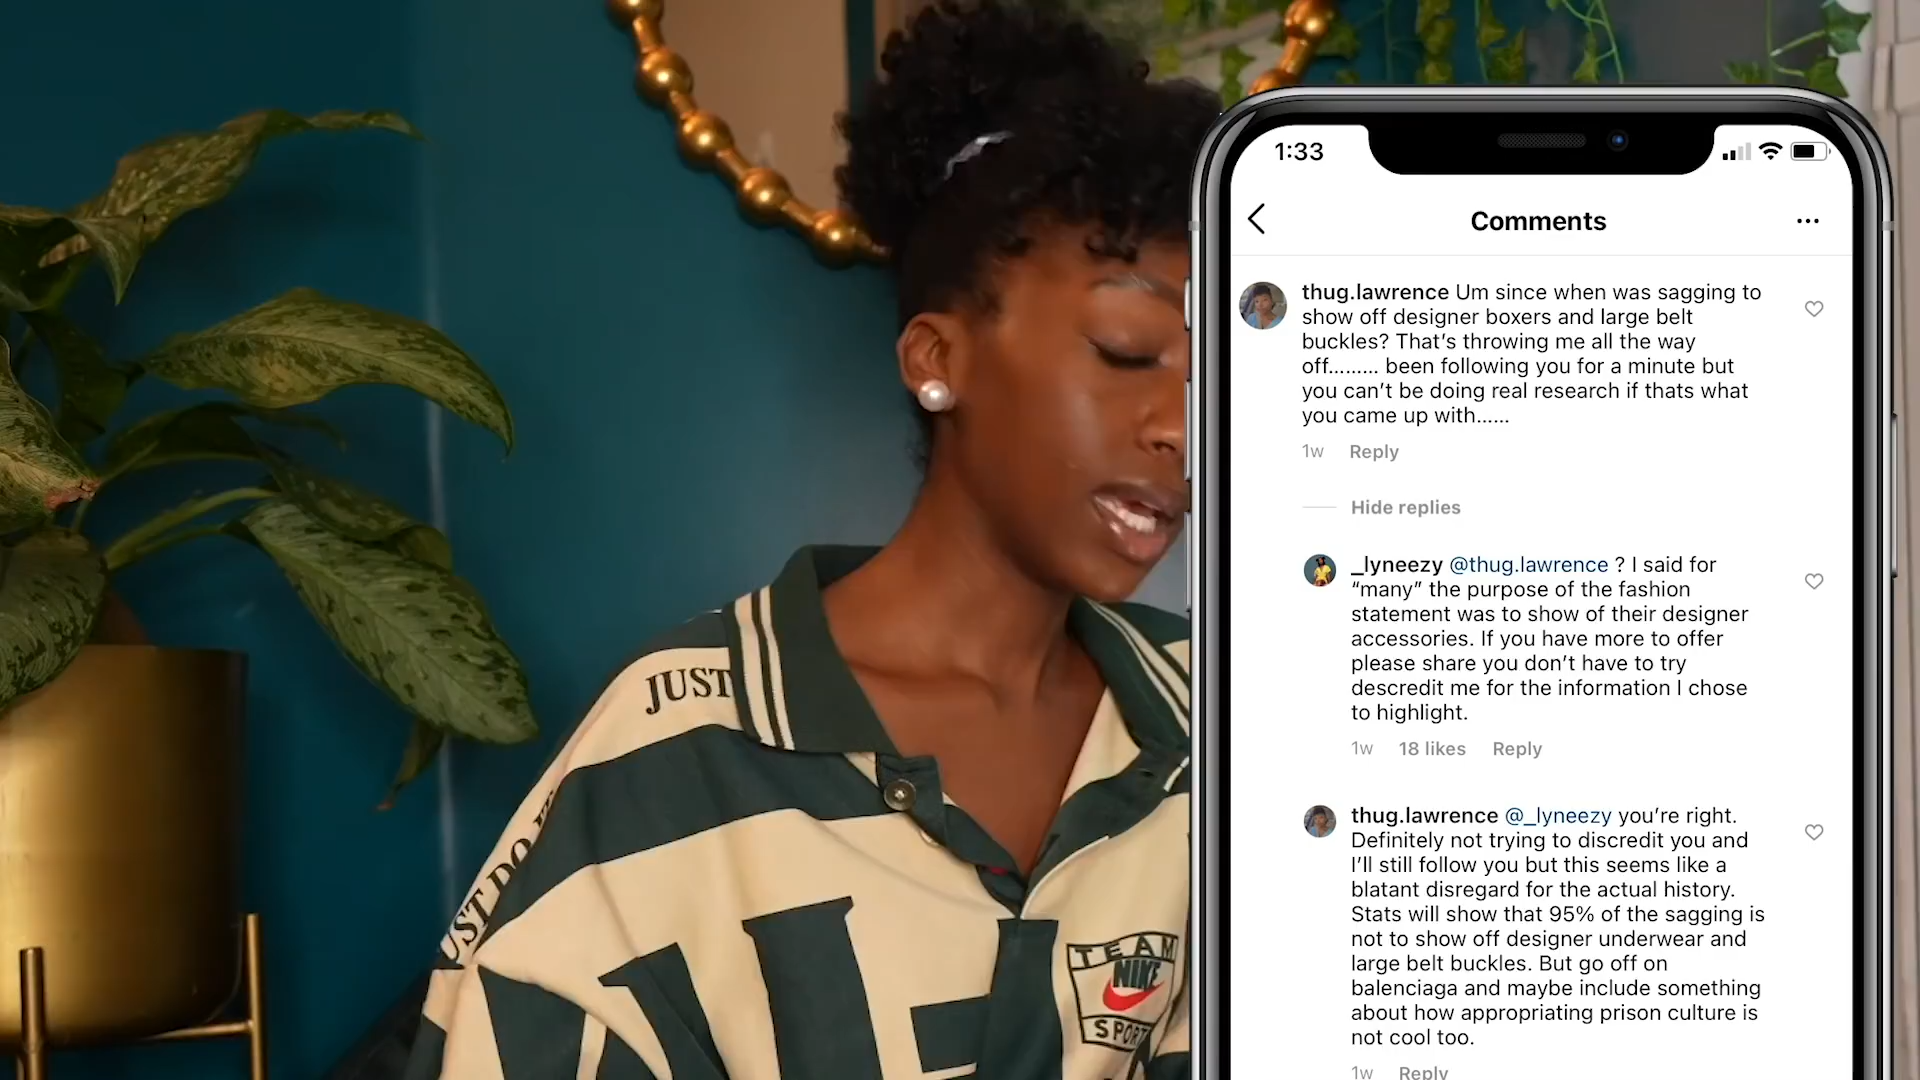 1:33
Comments
thug.lawrence Um since when was sagging to
show off designer boxers and large belt
buckles? That's throwing me all the way
off......... been following you for a minute but
you can't be doing real research if thats what
you came up with......
1w Reply
Hide replies
_lyneezy @thug.lawrence ? I said for
“many” the purpose of the fashion
statement was to show of their designer
accessories. If you have more to offer
please share you don't have to try
descredit me for the information I chose
to highlight.
1w 18 likes Reply
thug.lawrence @_lyneezy you're right.
Definitely not trying to discredit you and
I'll still follow you but this seems like a
blatant disregard for the actual history.
Stats will show that 95% of the sagging is
not to show off designer underwear and
large belt buckles. But go off on
balenciaga and maybe include something
about how appropriating prison culture is
not cool too.
1w Reply
JUST
JUST DO IT
TEAM
NIKE
SPORT